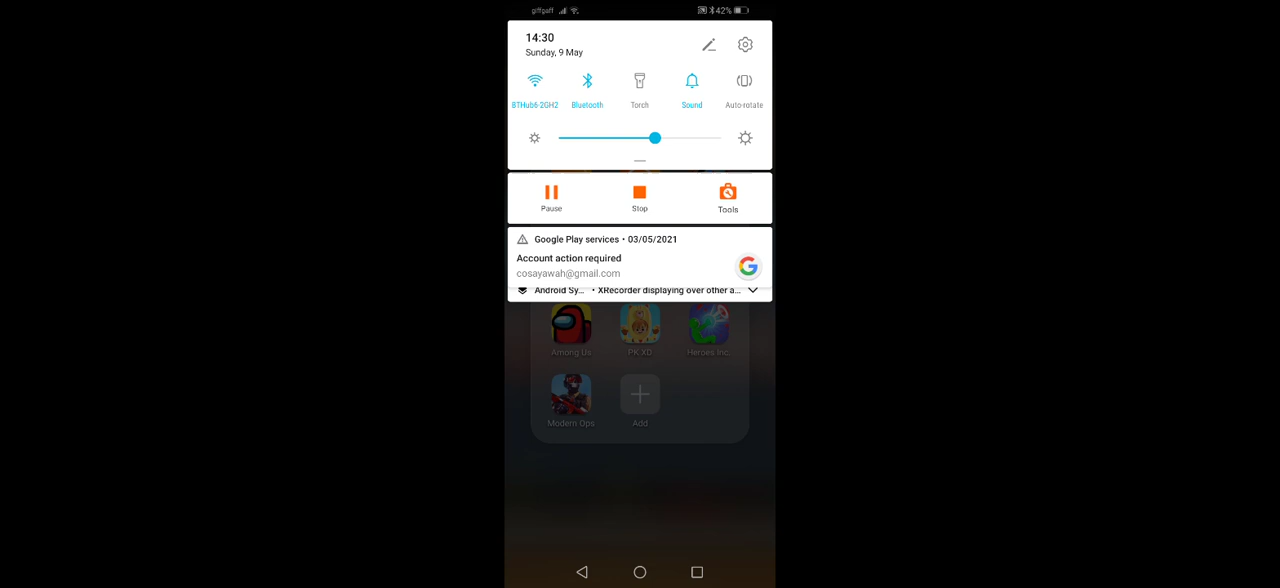 giffgaff 42%
14:30
Sunday, 9 May
BTHub6-2GH2 Bluetooth Torch Sound Auto-rotate
Pause Stop Tools
Google Play services • 03/05/2021
Account action required
cosayawah@gmail.com
Android Sy... • XRecorder displaying over other a...
Among Us PK XD Heroes Inc.
Modern Ops Add